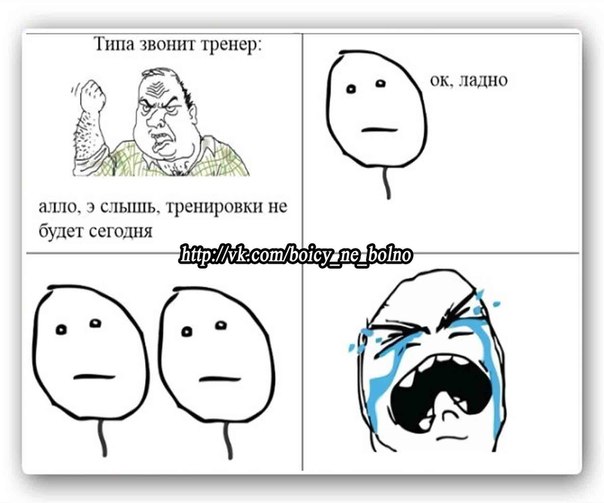 Типа звонит тренер:
ок, ладно
алло, э слышь, тренировки не
будет сегодня
http://vk.com/boicy_ne_bolno